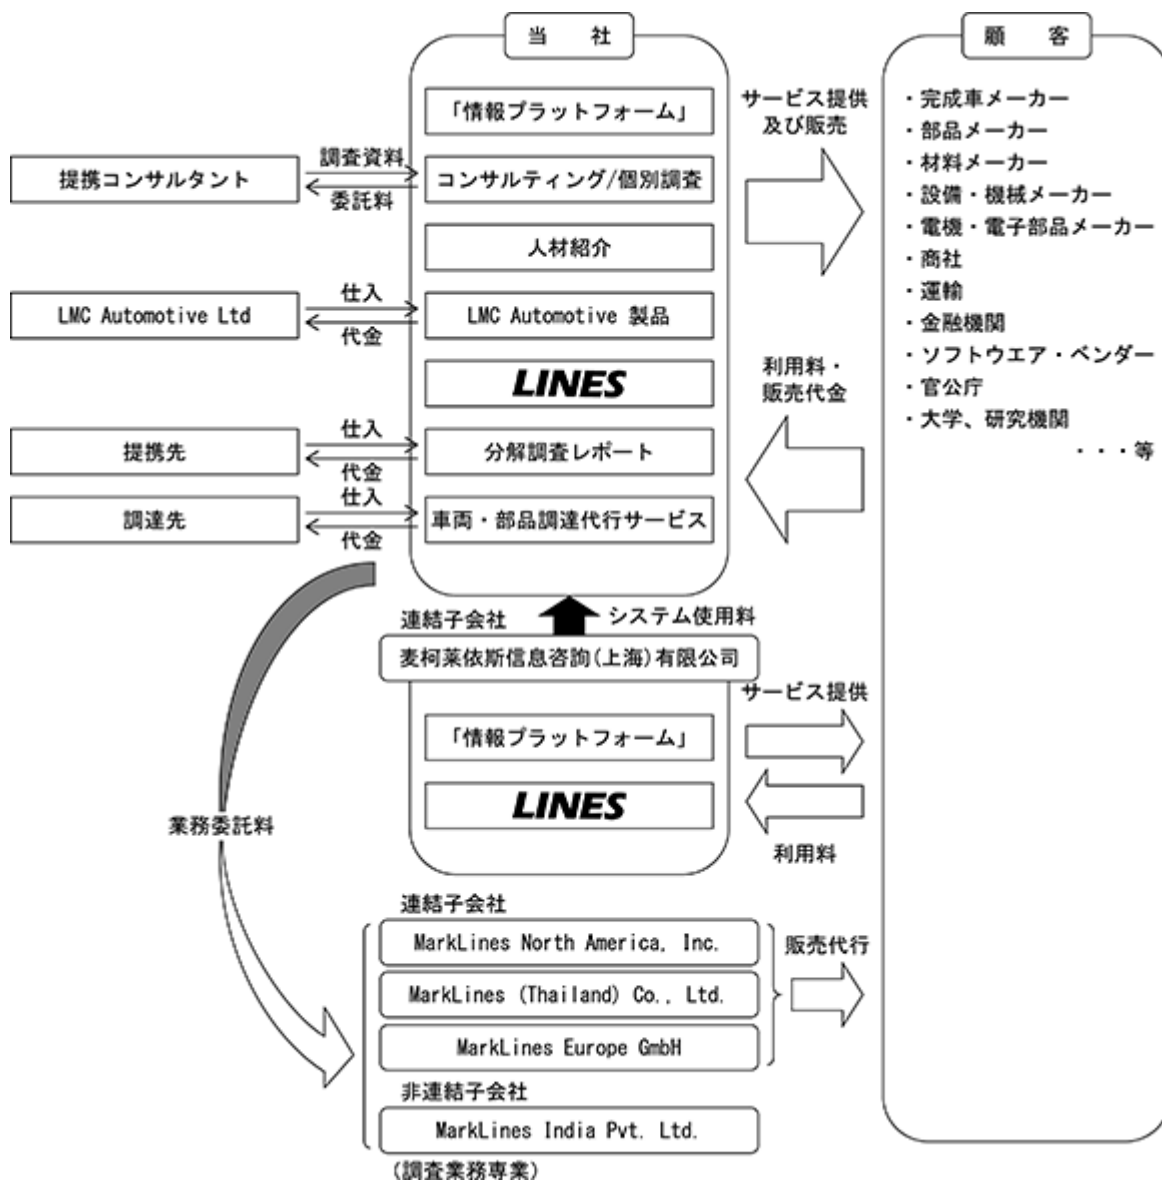 当　社
「情報プラットフォーム」
提携コンサルタント
調査資料
委託料
コンサルティング/個別調査
人材紹介
LMC Automotive Ltd
仕入
代金
LMC Automotive 製品
LINES
提携先
仕入
代金
分解調査レポート
調達先
仕入
代金
車両・部品調達代行サービス
サービス提供
及び販売
利用料・
販売代金
顧　客
・完成車メーカー
・部品メーカー
・材料メーカー
・設備・機械メーカー
・電機・電子部品メーカー
・商社
・運輸
・金融機関
・ソフトウエア・ベンダー
・官公庁
・大学、研究機関
・・・等
連結子会社
システム使用料
麦柯莱依斯信息咨詢(上海)有限公司
「情報プラットフォーム」
LINES
サービス提供
利用料
業務委託料
連結子会社
MarkLines North America, Inc.
MarkLines (Thailand) Co., Ltd.
MarkLines Europe GmbH
販売代行
非連結子会社
MarkLines India Pvt. Ltd.
(調査業務専業)